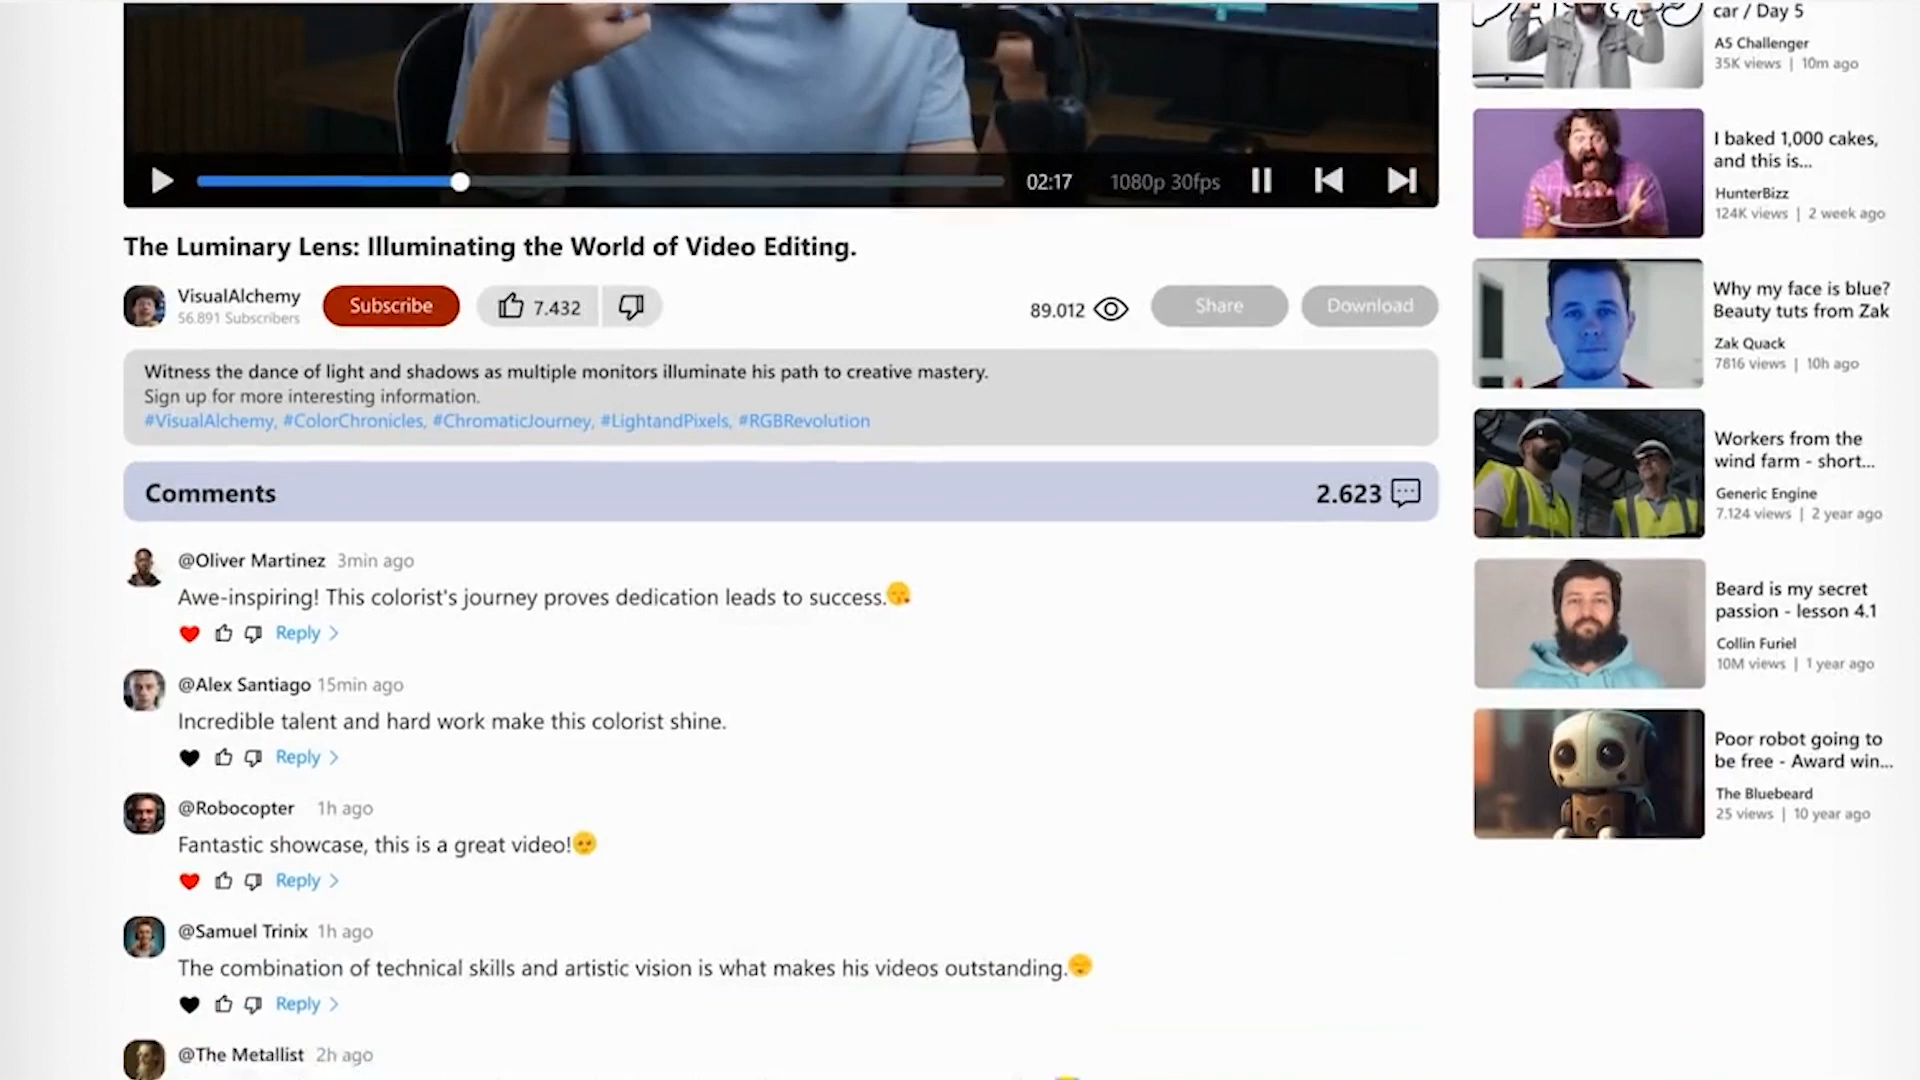 02:17 1080p 30fps
The Luminary Lens: Illuminating the World of Video Editing.
VisualAlchemy
56.891 Subscribers
Subscribe
7.432
89.012
Share
Download
Witness the dance of light and shadows as multiple monitors illuminate his path to creative mastery.
Sign up for more interesting information.
#VisualAlchemy, #ColorChronicles, #ChromaticJourney, #LightandPixels, #RGBRevolution
Comments 2.623
@Oliver Martinez 3min ago
Awe-inspiring! This colorist's journey proves dedication leads to success.
Reply
@Alex Santiago 15min ago
Incredible talent and hard work make this colorist shine.
Reply
@Robocopter 1h ago
Fantastic showcase, this is a great video!
Reply
@Samuel Trinix 1h ago
The combination of technical skills and artistic vision is what makes his videos outstanding.
Reply
@The Metallist 2h ago
car / Day 5
A5 Challenger
35K views | 10m ago
I baked 1,000 cakes,
and this is...
HunterBizz
124K views | 2 week ago
Why my face is blue?
Beauty tuts from Zak
Zak Quack
7816 views | 10h ago
Workers from the
wind farm - short...
Generic Engine
7.124 views | 2 year ago
Beard is my secret
passion - lesson 4.1
Collin Furiel
10M views | 1 year ago
Poor robot going to
be free - Award win...
The Bluebeard
25 views | 10 year ago